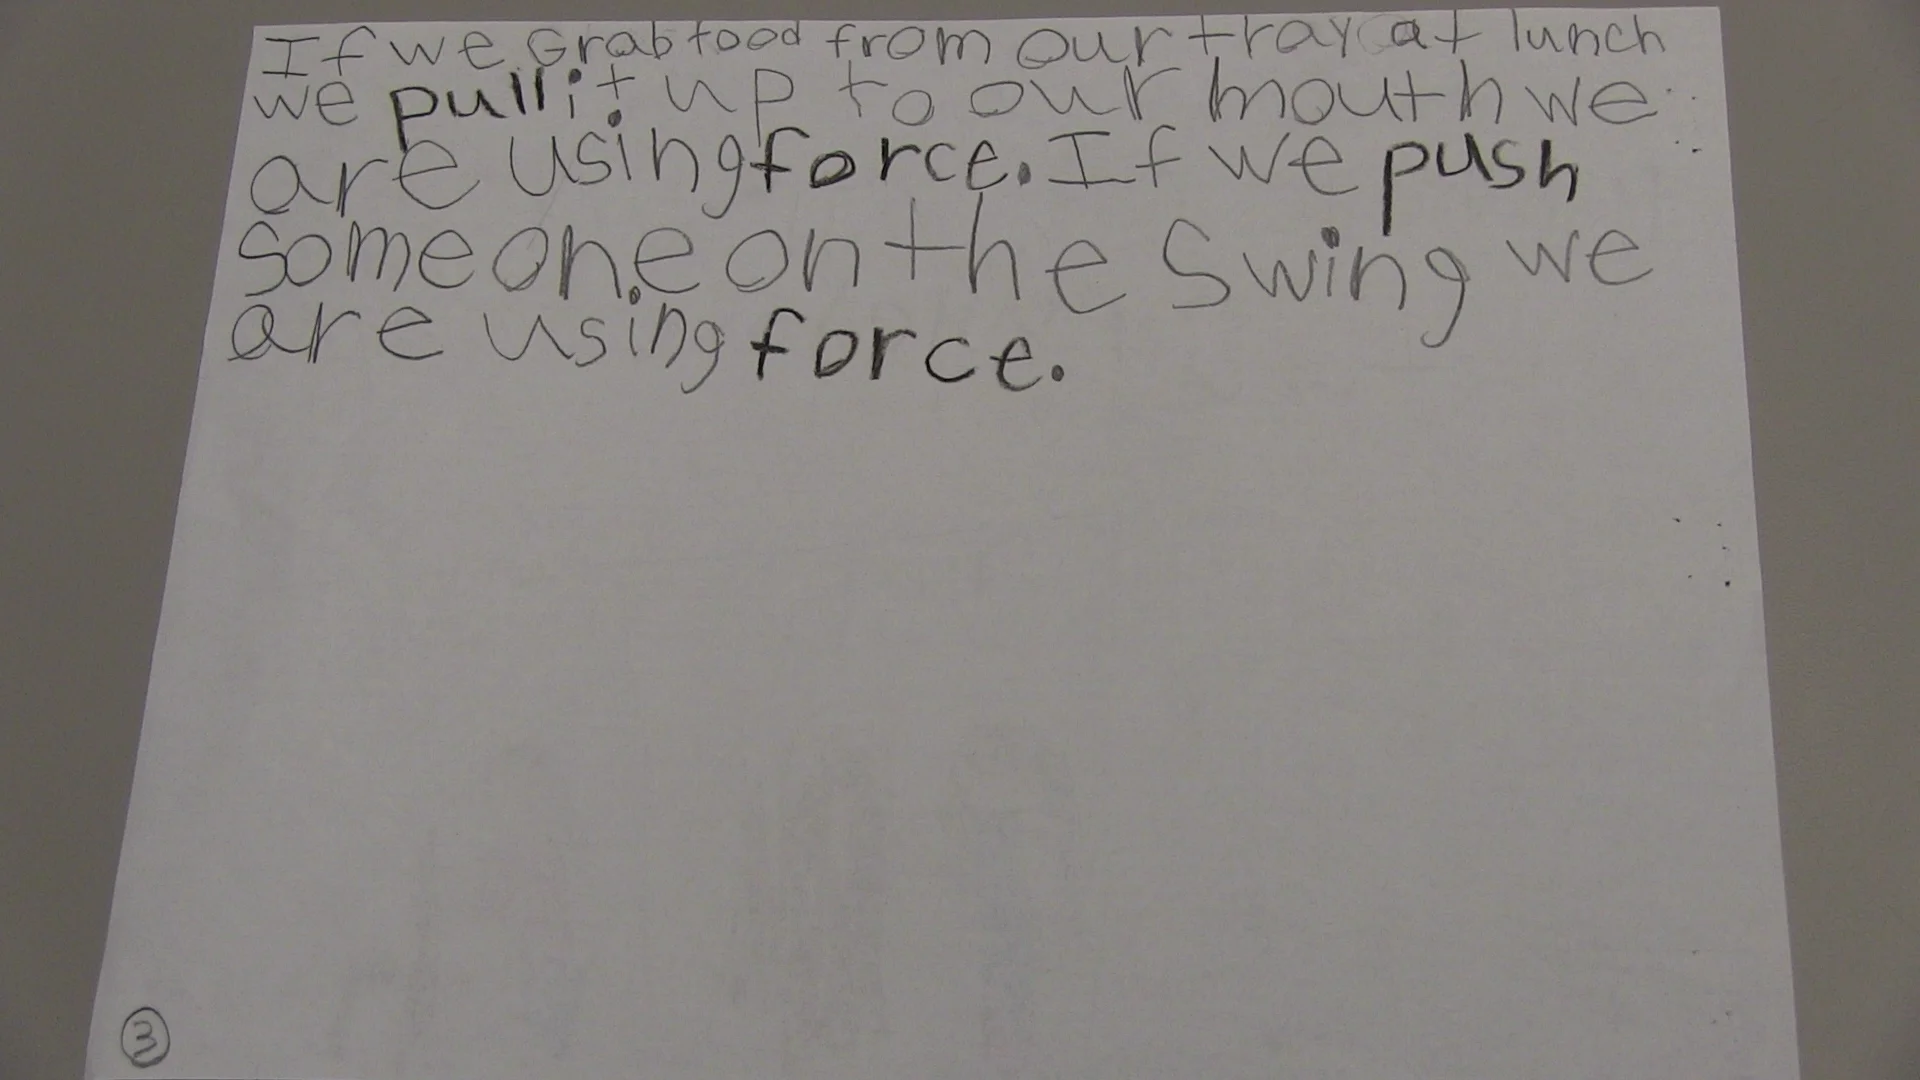 If we Grab food from our tray at lunch
we pull it up to our mouth we
are using force. If we push
someone on the Swing we
are using force.
3